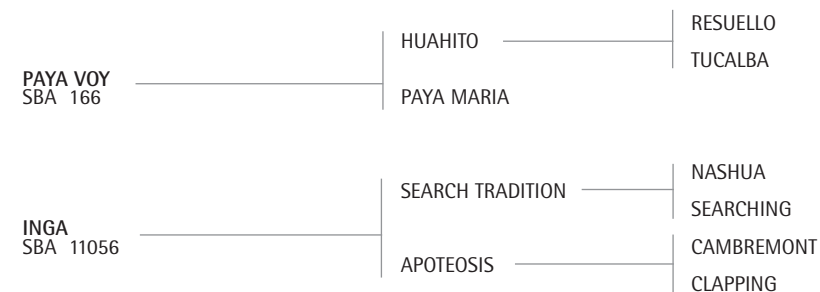 PAYA VOY
SBA 166
HUAHITO
PAYA MARIA
RESUELLO
TUCALBA
INGA
SBA 11056
SEARCH TRADITION
APOTEOSIS
NASHUA
SEARCHING
CAMBREMONT
CLAPPING